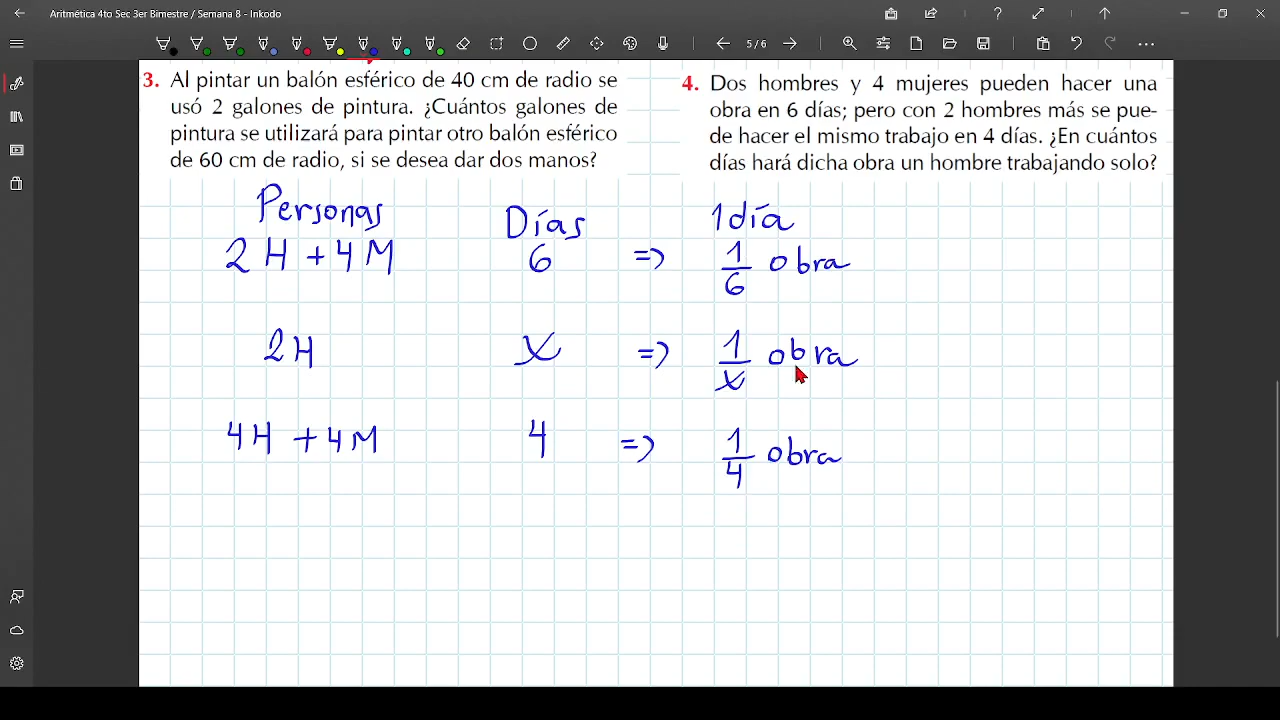 Aritmética 4to Sec 3er Bimestre / Semana 8 - Inkodo
5/6
3. Al pintar un balón esférico de 40 cm de radio se
usó 2 galones de pintura. ¿Cuántos galones de
pintura se utilizará para pintar otro balón esférico
de 60 cm de radio, si se desea dar dos manos?
4. Dos hombres y 4 mujeres pueden hacer una
obra en 6 días; pero con 2 hombres más se pue-
de hacer el mismo trabajo en 4 días. ¿En cuántos
días hará dicha obra un hombre trabajando solo?
Personas Días 1 día
2 H + 4 M 6 => 1/6 obra
2H x => 1/x obra
4H + 4M 4 => 1/4 obra